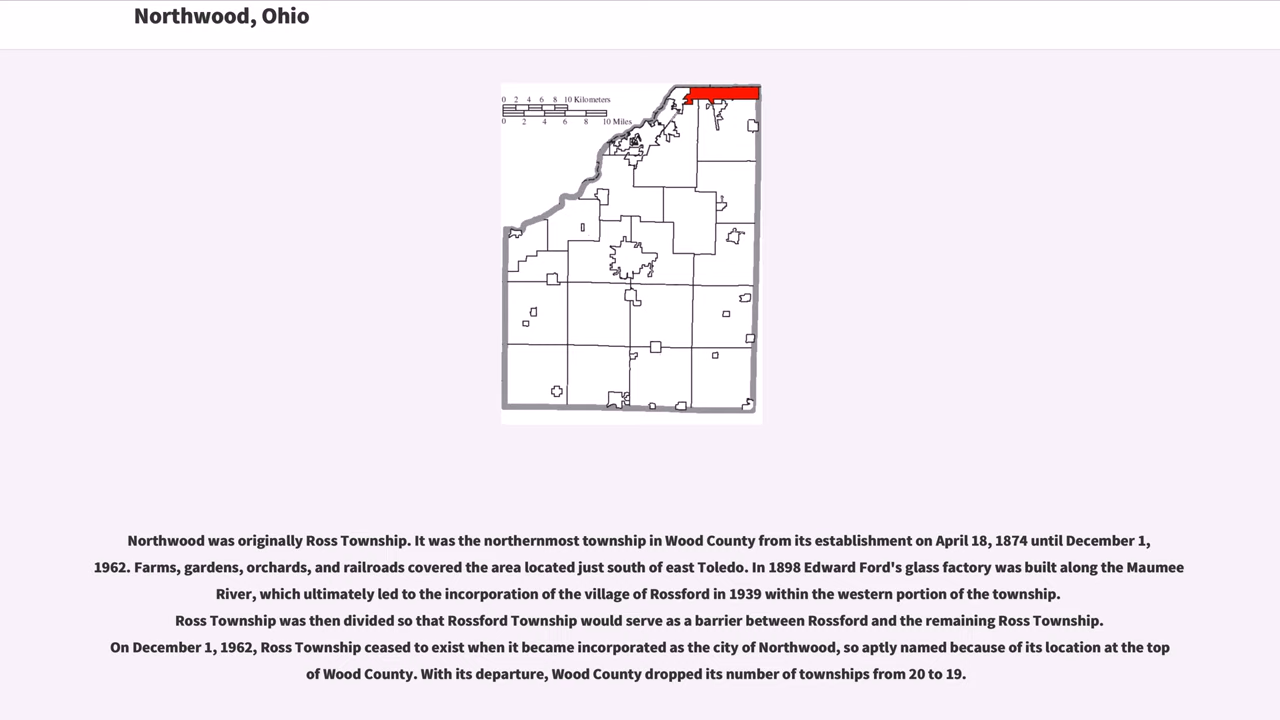 Northwood, Ohio
0 2 4 6 8 10 Kilometers
0 2 4 6 8 10 Miles
Northwood was originally Ross Township. It was the northernmost township in Wood County from its establishment on April 18, 1874 until December 1,
1962. Farms, gardens, orchards, and railroads covered the area located just south of east Toledo. In 1898 Edward Ford's glass factory was built along the Maumee
River, which ultimately led to the incorporation of the village of Rossford in 1939 within the western portion of the township.
Ross Township was then divided so that Rossford Township would serve as a barrier between Rossford and the remaining Ross Township.
On December 1, 1962, Ross Township ceased to exist when it became incorporated as the city of Northwood, so aptly named because of its location at the top
of Wood County. With its departure, Wood County dropped its number of townships from 20 to 19.